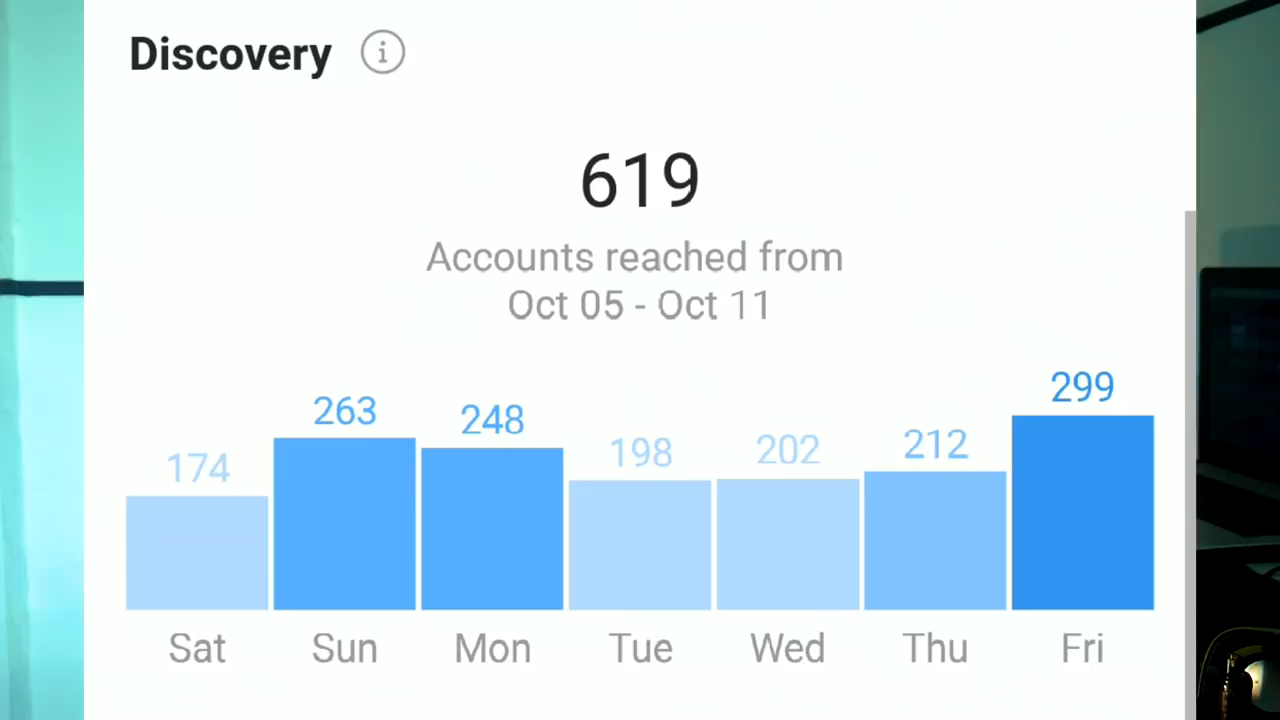 Discovery
619
Accounts reached from
Oct 05 - Oct 11
174
263
248
198
202
212
299
Sat
Sun
Mon
Tue
Wed
Thu
Fri